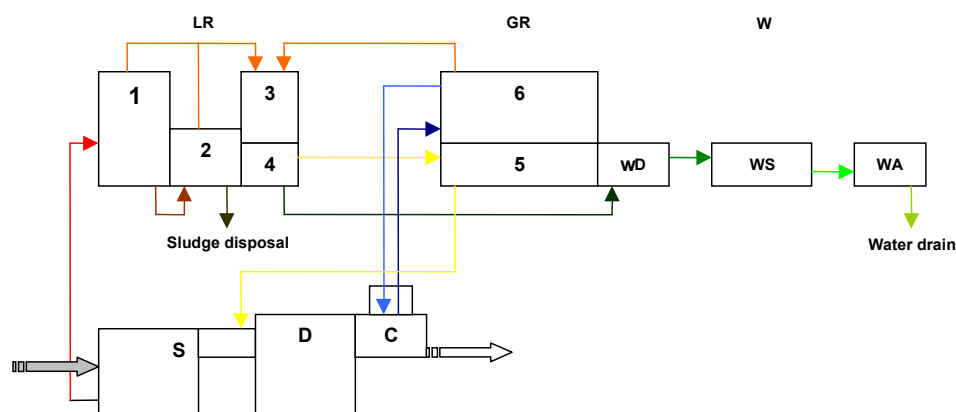 LR GR W
1 3 6
2
4 5 wD WS WA
Sludge disposal Water drain
S D C